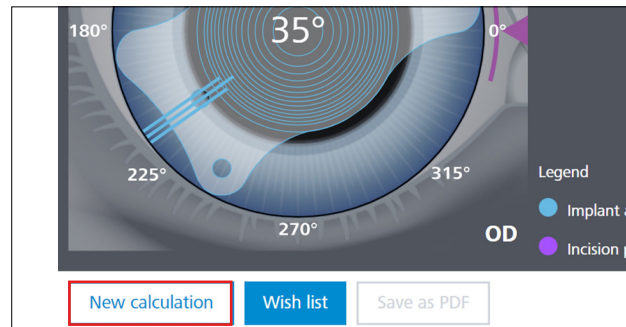 180°
35°
0°
225°
315°
Legend
Implant
270°
OD
Incision
New calculation
Wish list
Save as PDF